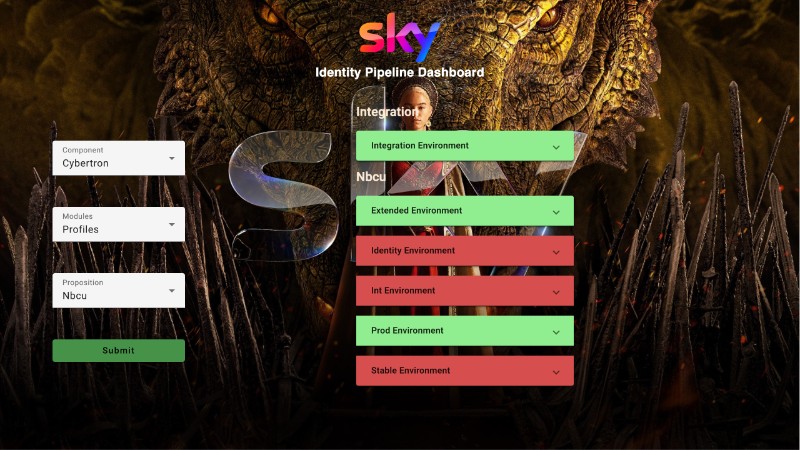 sky
Identity Pipeline Dashboard
Component
Cybertron
Modules
Profiles
Proposition
Nbcu
Submit
Integration
Integration Environment
Nbcu
Extended Environment
Identity Environment
Int Environment
Prod Environment
Stable Environment
sky